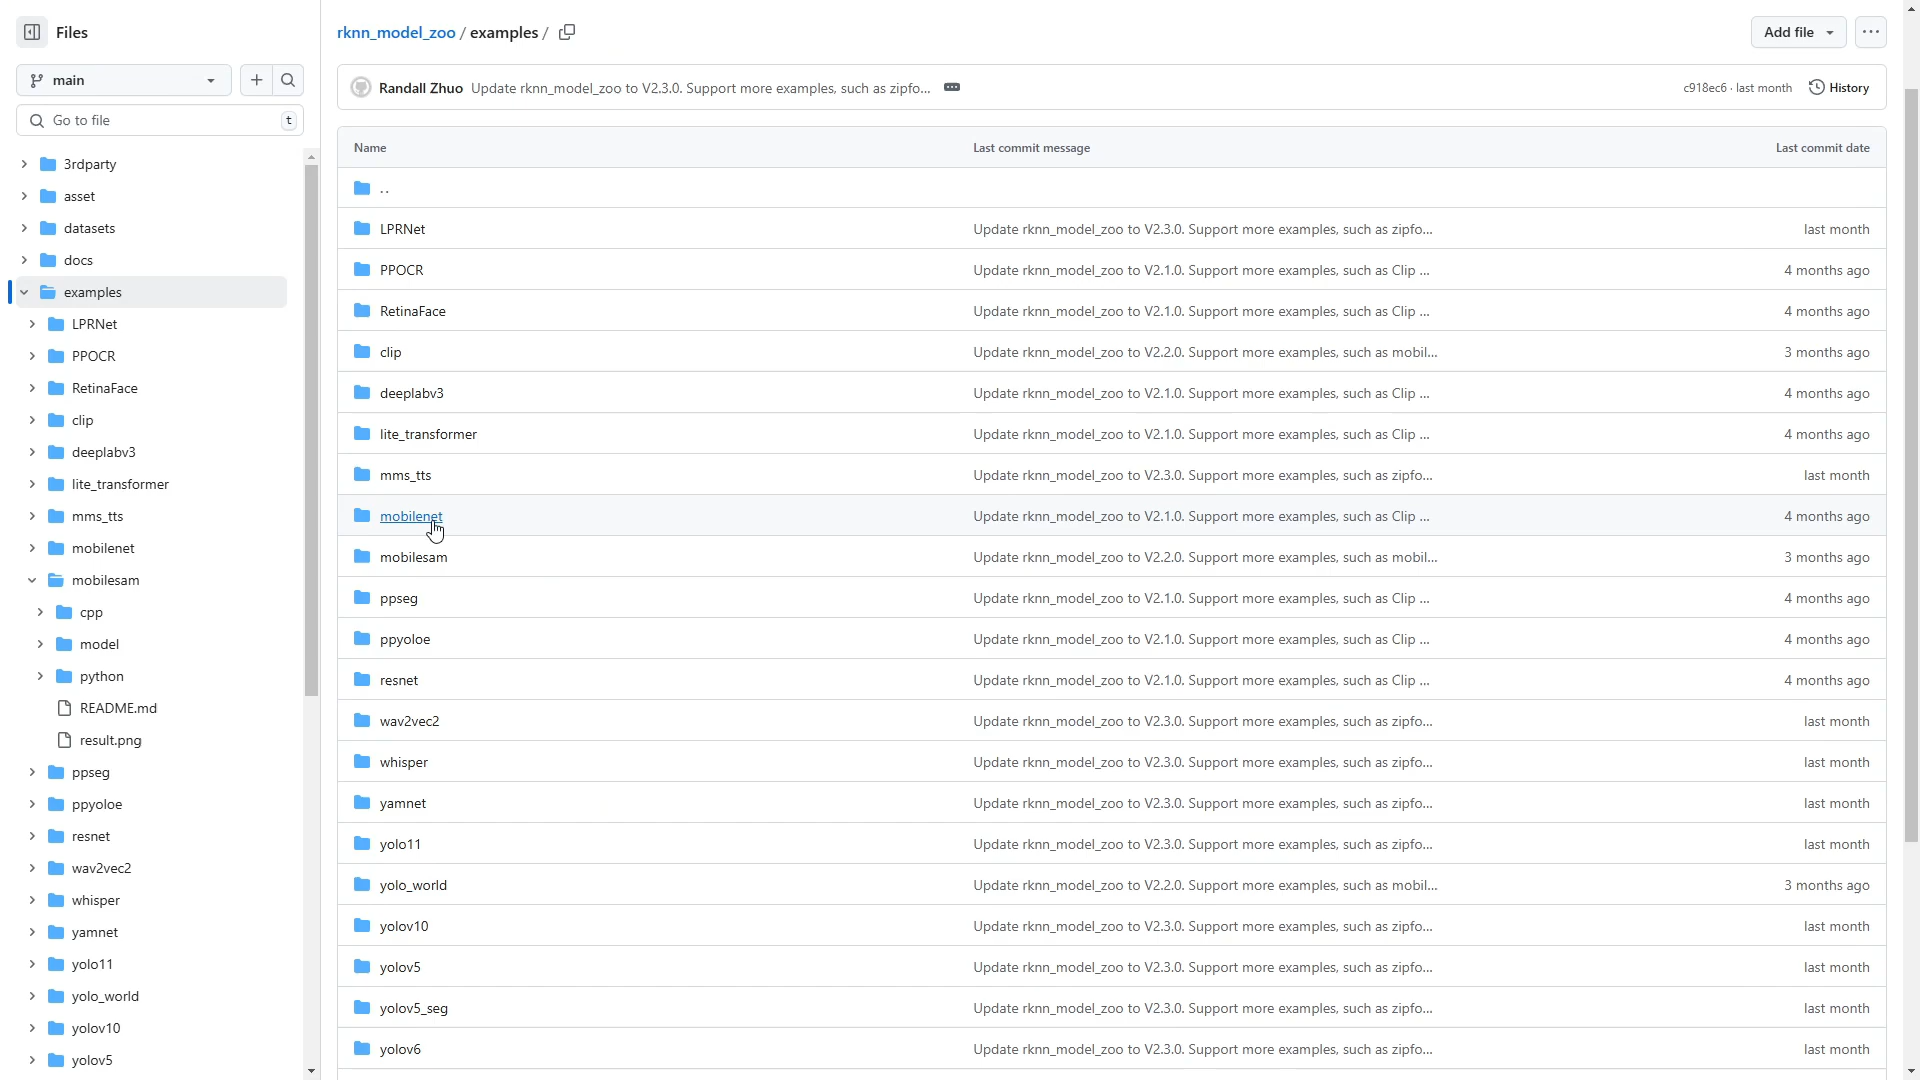 Files
main
Go to file
t
3rdparty
asset
datasets
docs
examples
LPRNet
PPOCR
RetinaFace
clip
deeplabv3
lite_transformer
mms_tts
mobilenet
mobilesam
cpp
model
python
README.md
result.png
ppseg
ppyoloe
resnet
wav2vec2
whisper
yamnet
yolo11
yolo_world
yolov10
yolov5
rknn_model_zoo / examples /
Add file
Randall Zhuo Update rknn_model_zoo to V2.3.0. Support more examples, such as zipfo... c918ec6 · last month History
Name Last commit message Last commit date
..
LPRNet Update rknn_model_zoo to V2.3.0. Support more examples, such as zipfo... last month
PPOCR Update rknn_model_zoo to V2.1.0. Support more examples, such as Clip ... 4 months ago
RetinaFace Update rknn_model_zoo to V2.1.0. Support more examples, such as Clip ... 4 months ago
clip Update rknn_model_zoo to V2.2.0. Support more examples, such as mobil... 3 months ago
deeplabv3 Update rknn_model_zoo to V2.1.0. Support more examples, such as Clip ... 4 months ago
lite_transformer Update rknn_model_zoo to V2.1.0. Support more examples, such as Clip ... 4 months ago
mms_tts Update rknn_model_zoo to V2.3.0. Support more examples, such as zipfo... last month
mobilenet Update rknn_model_zoo to V2.1.0. Support more examples, such as Clip ... 4 months ago
mobilesam Update rknn_model_zoo to V2.2.0. Support more examples, such as mobil... 3 months ago
ppseg Update rknn_model_zoo to V2.1.0. Support more examples, such as Clip ... 4 months ago
ppyoloe Update rknn_model_zoo to V2.1.0. Support more examples, such as Clip ... 4 months ago
resnet Update rknn_model_zoo to V2.1.0. Support more examples, such as Clip ... 4 months ago
wav2vec2 Update rknn_model_zoo to V2.3.0. Support more examples, such as zipfo... last month
whisper Update rknn_model_zoo to V2.3.0. Support more examples, such as zipfo... last month
yamnet Update rknn_model_zoo to V2.3.0. Support more examples, such as zipfo... last month
yolo11 Update rknn_model_zoo to V2.3.0. Support more examples, such as zipfo... last month
yolo_world Update rknn_model_zoo to V2.2.0. Support more examples, such as mobil... 3 months ago
yolov10 Update rknn_model_zoo to V2.3.0. Support more examples, such as zipfo... last month
yolov5 Update rknn_model_zoo to V2.3.0. Support more examples, such as zipfo... last month
yolov5_seg Update rknn_model_zoo to V2.3.0. Support more examples, such as zipfo... last month
yolov6 Update rknn_model_zoo to V2.3.0. Support more examples, such as zipfo... last month